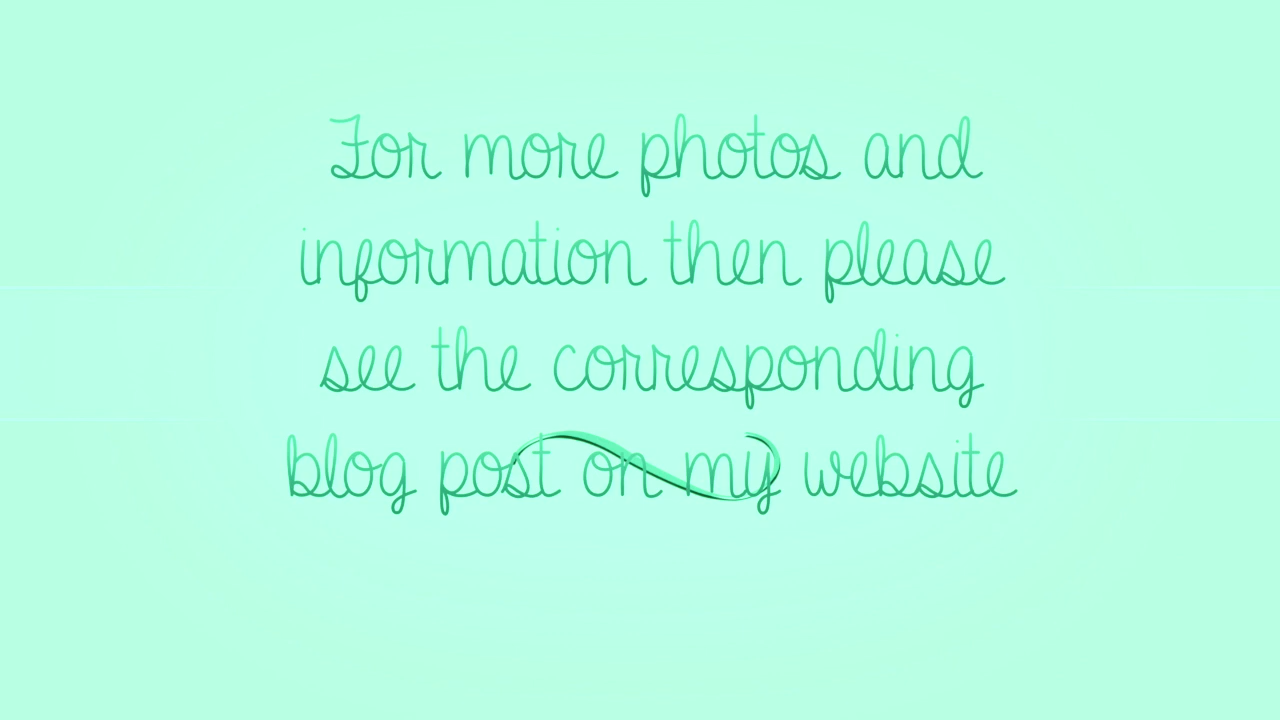 For more photos and
information then please
see the corresponding
blog post on my website